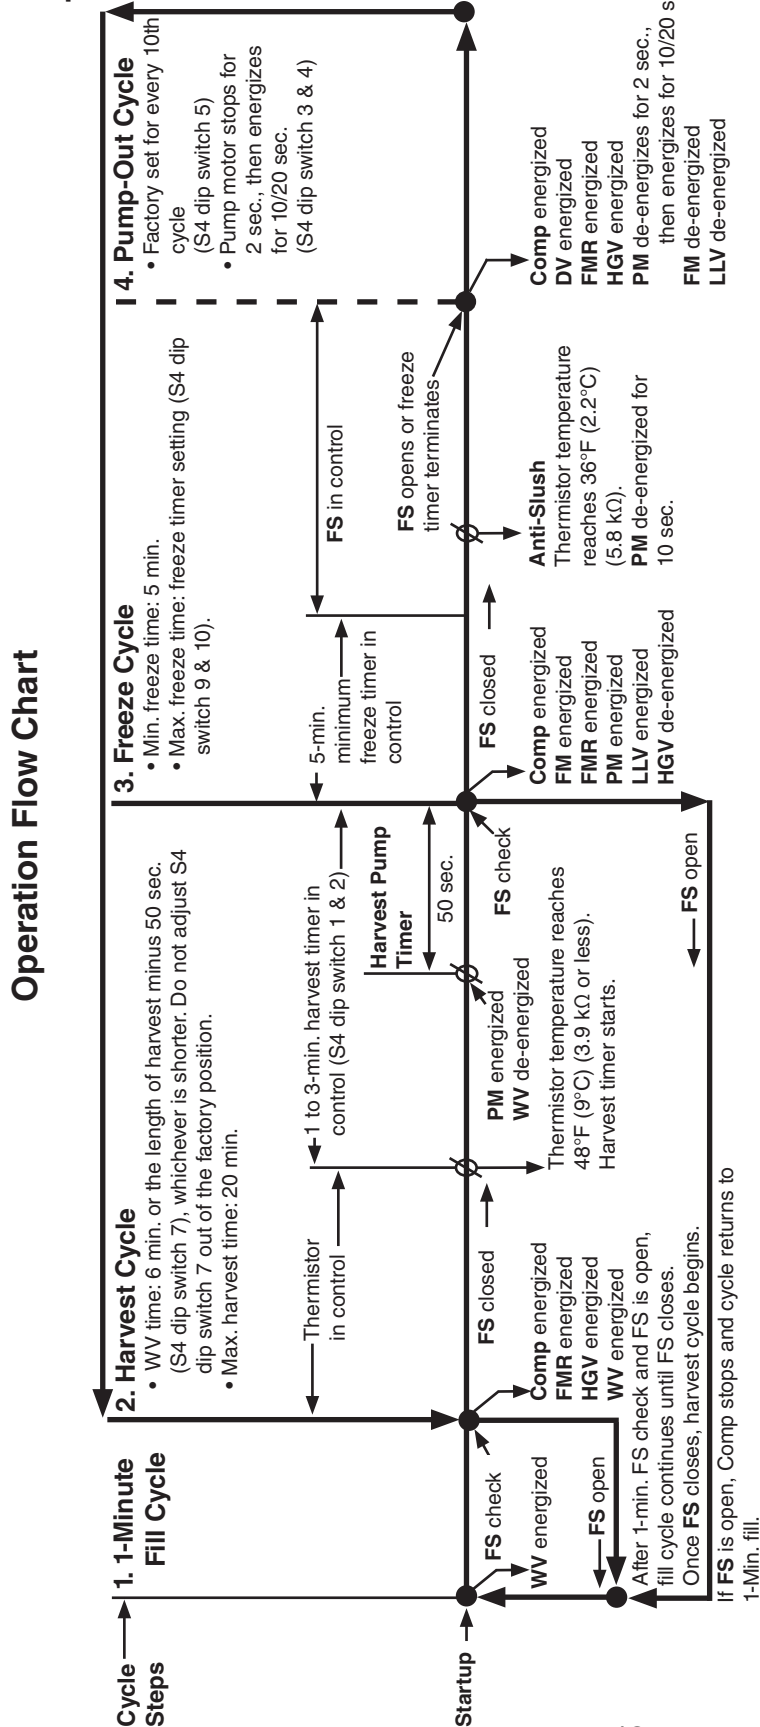 Operation Flow Chart
Cycle
Steps
1. 1-Minute
Fill Cycle
2. Harvest Cycle
• WV time: 6 min. or the length of harvest minus 50 sec.
(S4 dip switch 7), whichever is shorter. Do not adjust S4
dip switch 7 out of the factory position.
• Max. harvest time: 20 min.
3. Freeze Cycle
• Min. freeze time: 5 min.
• Max. freeze time: freeze timer setting (S4 dip
switch 9 & 10).
4. Pump-Out Cycle
• Factory set for every 10th
cycle
(S4 dip switch 5)
• Pump motor stops for
2 sec., then energizes
for 10/20 sec.
(S4 dip switch 3 & 4)
Thermistor
in control
1 to 3-min. harvest timer in
control (S4 dip switch 1 & 2)
Harvest Pump
Timer
50 sec.
5-min.
minimum
freeze timer in
control
FS in control
FS opens or freeze
timer terminates
Startup
FS check
WV energized
FS closed
Comp energized
FMR energized
HGV energized
WV energized
PM energized
WV de-energized
Thermistor temperature reaches
48°F (9°C) (3.9 kΩ or less).
Harvest timer starts.
FS check
FS closed
Comp energized
FM energized
FMR energized
PM energized
LLV energized
HGV de-energized
Anti-Slush
Thermistor temperature
reaches 36°F (2.2°C)
(5.8 kΩ).
PM de-energized for
10 sec.
Comp energized
DV energized
FMR energized
HGV energized
PM de-energizes for 2 sec.,
then energizes for 10/20 s
FM de-energized
LLV de-energized
FS open
After 1-min. FS check and FS is open,
fill cycle continues until FS closes.
Once FS closes, harvest cycle begins.
FS open
If FS is open, Comp stops and cycle returns to
1-Min. fill.